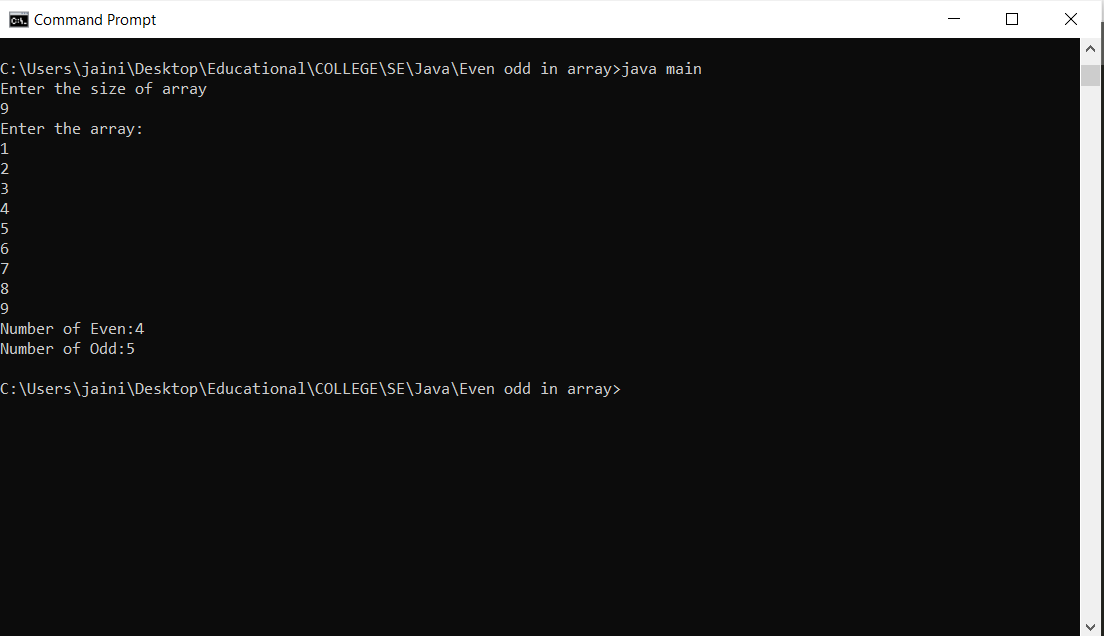 Command Prompt
C:\Users\jaini\Desktop\Educational\COLLEGE\SE\Java\Even odd in array>java main
Enter the size of array
9
Enter the array:
1
2
3
4
5
6
7
8
9
Number of Even:4
Number of Odd:5
C:\Users\jaini\Desktop\Educational\COLLEGE\SE\Java\Even odd in array>